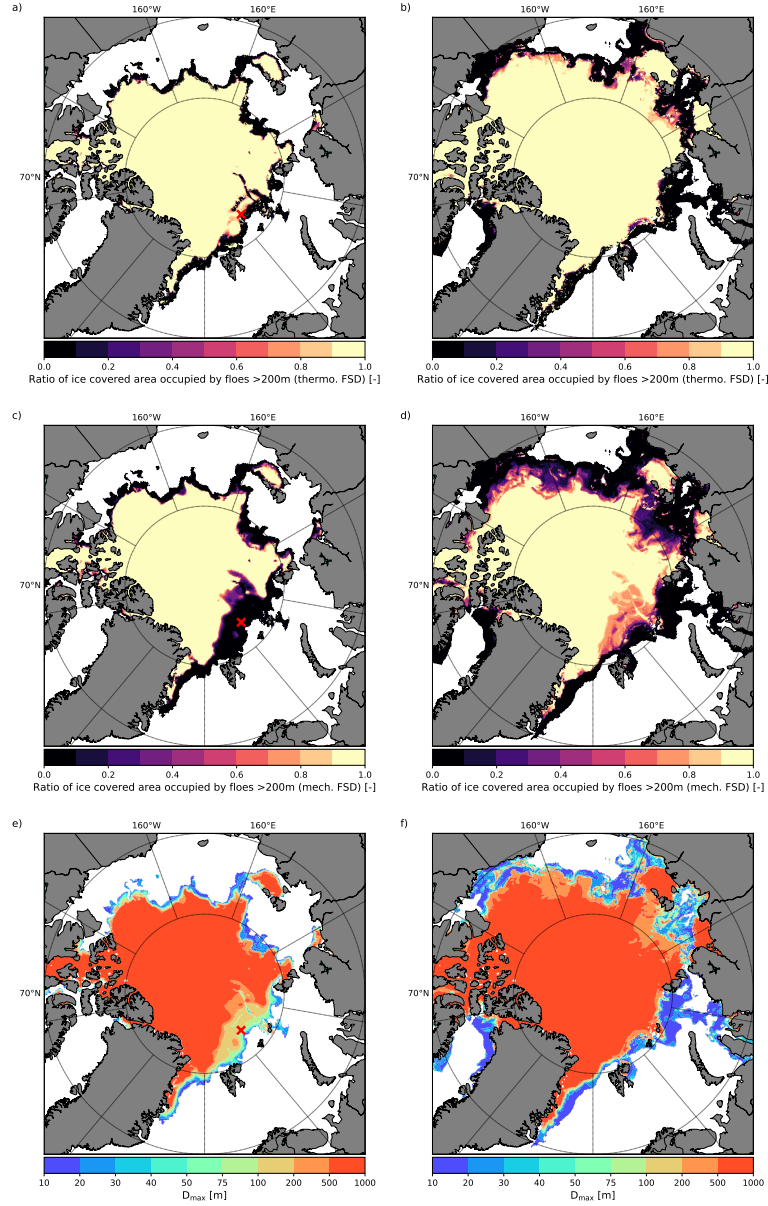 a)
b)
160°W
160°E
160°W
160°E
70°N
70°N
0.0 0.2 0.4 0.6 0.8 1.0
0.0 0.2 0.4 0.6 0.8 1.0
Ratio of ice covered area occupied by floes >200m (thermo. FSD) [-]
Ratio of ice covered area occupied by floes >200m (thermo. FSD) [-]
c)
d)
160°W
160°E
160°W
160°E
70°N
70°N
0.0 0.2 0.4 0.6 0.8 1.0
0.0 0.2 0.4 0.6 0.8 1.0
Ratio of ice covered area occupied by floes >200m (mech. FSD) [-]
Ratio of ice covered area occupied by floes >200m (mech. FSD) [-]
e)
f)
160°W
160°E
160°W
160°E
70°N
70°N
10 20 30 40 50 75 100 200 500 1000
10 20 30 40 50 75 100 200 500 1000
Dmax [m]
Dmax [m]